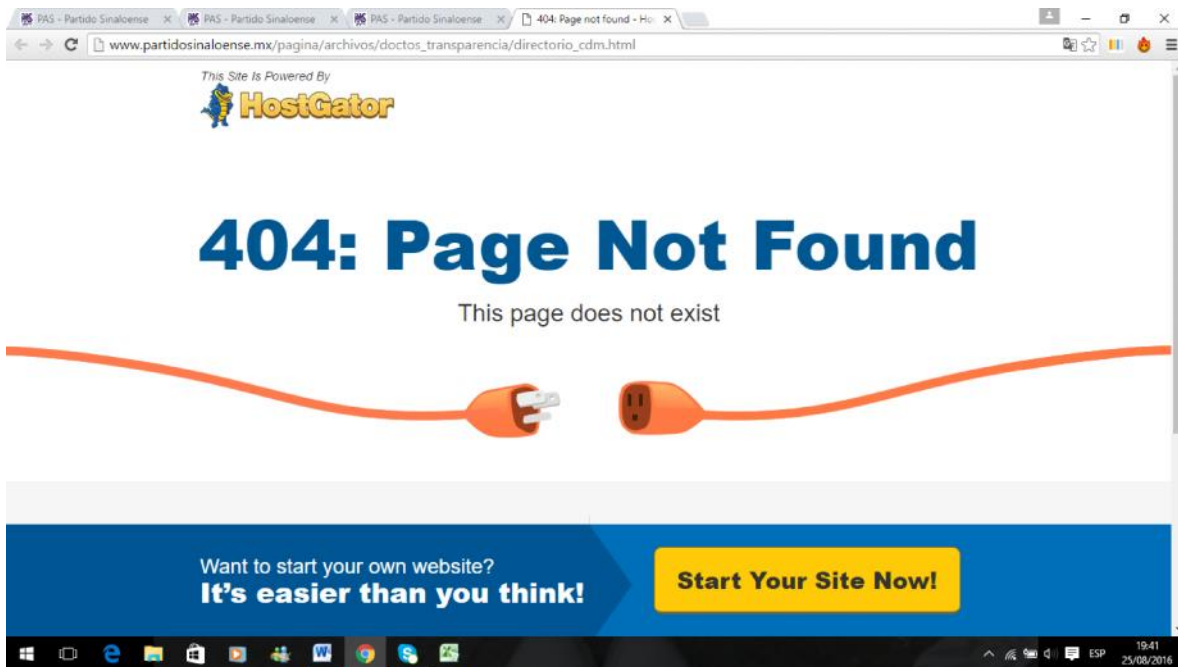 PAS - Partido Sinaloense
PAS - Partido Sinaloense
PAS - Partido Sinaloense
404: Page not found - Ho
www.partidosinaloense.mx/pagina/archivos/doctos_transparencia/directorio_cdm.html
This Site Is Powered By
HostGator
404: Page Not Found
This page does not exist
Want to start your own website?
It's easier than you think!
Start Your Site Now!
ESP
19:41
25/08/2016